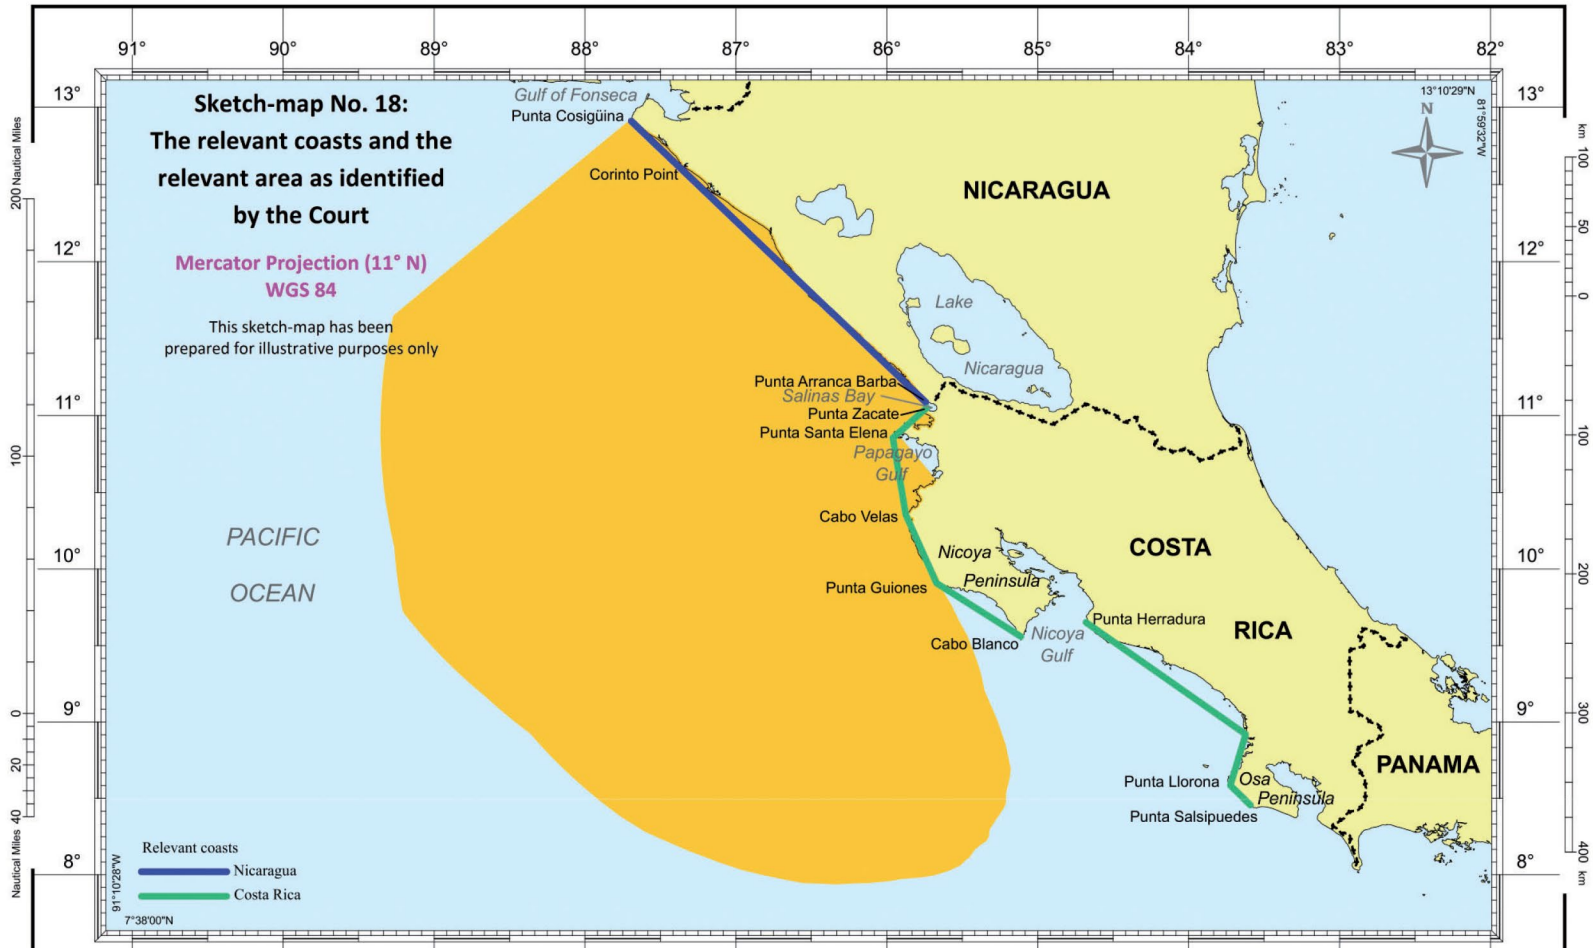 91° 90° 89° 88° 87° 86° 85° 84° 83° 82°
13°
12°
11°
10°
9°
8°
Nautical Miles
200
100
0
20
40
Nautical Miles
Sketch-map No. 18:
The relevant coasts and the
relevant area as identified
by the Court
Mercator Projection (11° N)
WGS 84
This sketch-map has been
prepared for illustrative purposes only
Gulf of Fonseca
Punta Cosigüina
Corinto Point
NICARAGUA
Lake
Nicaragua
Punta Arranca Barba
Salinas Bay
Punta Zacate
Punta Santa Elena
Papagayo
Gulf
Cabo Velas
Nicoya
Peninsula
Punta Guiones
Cabo Blanco
Nicoya
Gulf
Punta Herradura
COSTA
RICA
PACIFIC
OCEAN
Punta Llorona
Osa
Peninsula
Punta Salsipuedes
PANAMA
N
13°10'29"N
81°59'32"W
13°
12°
11°
10°
9°
8°
km
100
50
0
100
200
300
400
km
Relevant coasts
Nicaragua
Costa Rica
91°10'28"W
7°38'00"N